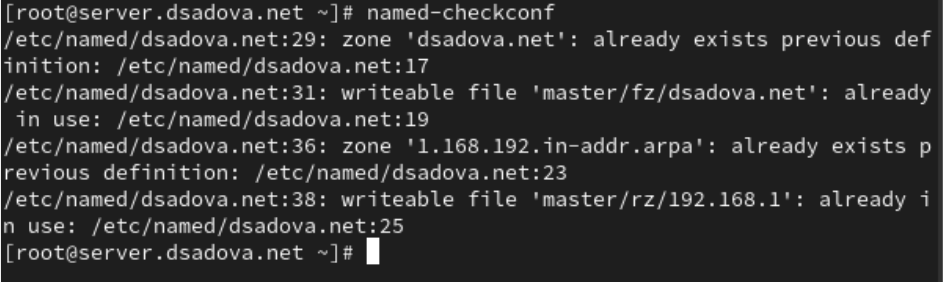 [root@server.dsadova.net ~]# named-checkconf
/etc/named/dsadova.net:29: zone 'dsadova.net': already exists previous def
inition: /etc/named/dsadova.net:17
/etc/named/dsadova.net:31: writeable file 'master/fz/dsadova.net': already
 in use: /etc/named/dsadova.net:19
/etc/named/dsadova.net:36: zone '1.168.192.in-addr.arpa': already exists p
revious definition: /etc/named/dsadova.net:23
/etc/named/dsadova.net:38: writeable file 'master/rz/192.168.1': already i
n use: /etc/named/dsadova.net:25
[root@server.dsadova.net ~]#